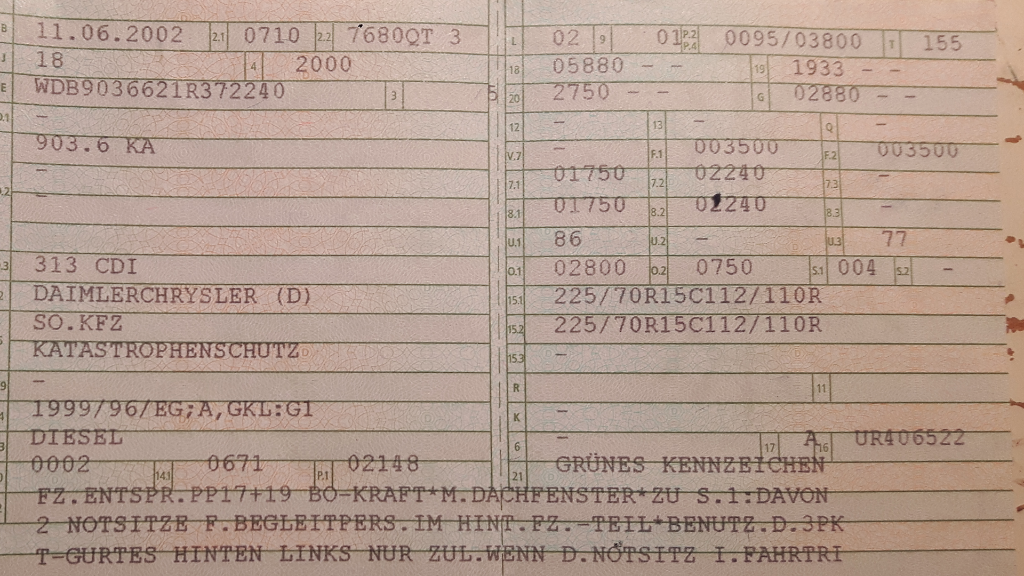 B 11.06.2002 2.1 0710 2.2 7680QT 3 L 02 9 01 P.2 P.4 0095/03800 T 155
J 18 4 2000 18 05880 – – 19 1933 – –
E WDB9036621R372240 3 5 20 2750 – – G 02880 – –
– 12 – 13 – Q –
903.6 KA V.7 – F.1 003500 F.2 003500
– 7.1 01750 7.2 02240 7.3 –
– 8.1 01750 8.2 02240 8.3 –
U.1 86 U.2 – U.3 77
313 CDI O.1 02800 O.2 0750 S.1 004 S.2 –
DAIMLERCHRYSLER (D) 15.1 225/70R15C112/110R
SO.KFZ 15.2 225/70R15C112/110R
KATASTROPHENSCHUTZ 15.3 –
– R 11
1999/96/EG;A,GKL:G1 K –
DIESEL 6 – 17 A 16 UR406522
0002 14.1 0671 P.1 02148 21 GRÜNES KENNZEICHEN
FZ.ENTSPR.PP17+19 BO-KRAFT*M.DACHFENSTER*ZU S.1:DAVON
2 NOTSITZE F.BEGLEITPERS.IM HINT.FZ.-TEIL*BENUTZ.D.3PK
T-GURTES HINTEN LINKS NUR ZUL.WENN D.NOTSITZ I.FAHRTRI